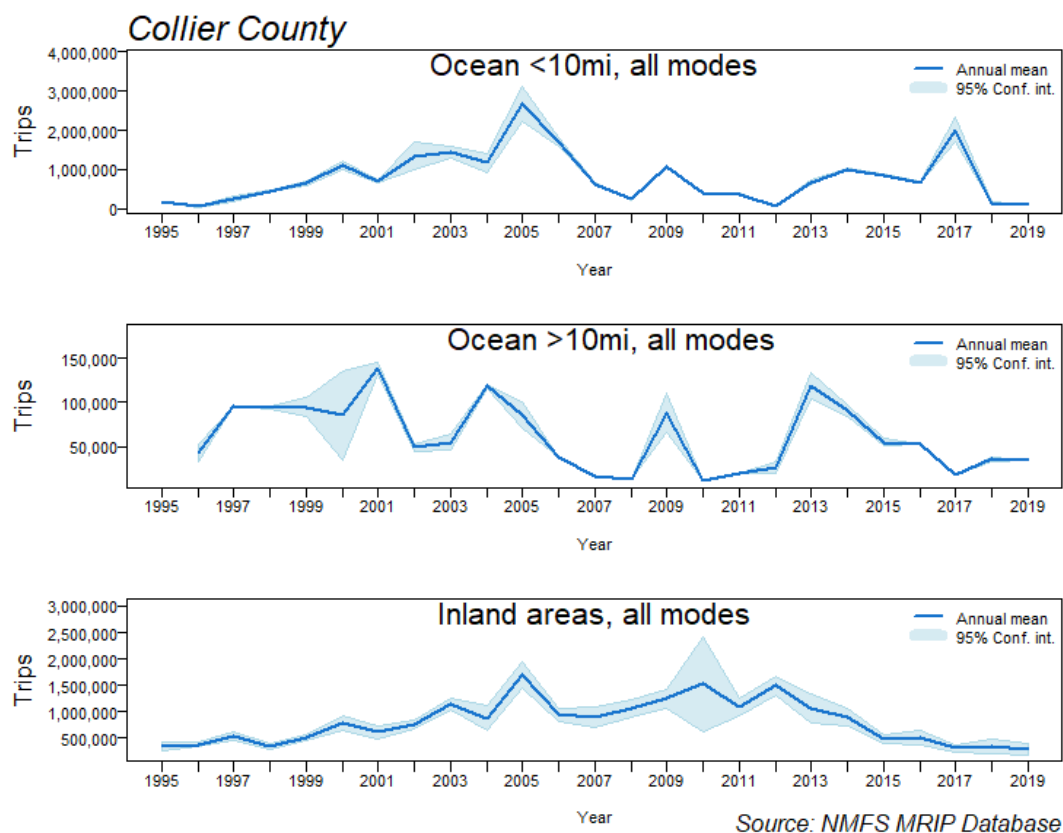 Collier County
Ocean <10mi, all modes
Annual mean
95% Conf. int.
Trips
4,000,000
3,000,000
2,000,000
1,000,000
0
1995 1997 1999 2001 2003 2005 2007 2009 2011 2013 2015 2017 2019
Year
Ocean >10mi, all modes
Annual mean
95% Conf. int.
Trips
150,000
100,000
50,000
1995 1997 1999 2001 2003 2005 2007 2009 2011 2013 2015 2017 2019
Year
Inland areas, all modes
Annual mean
95% Conf. int.
Trips
3,000,000
2,500,000
2,000,000
1,500,000
1,000,000
500,000
1995 1997 1999 2001 2003 2005 2007 2009 2011 2013 2015 2017 2019
Year
Source: NMFS MRIP Database